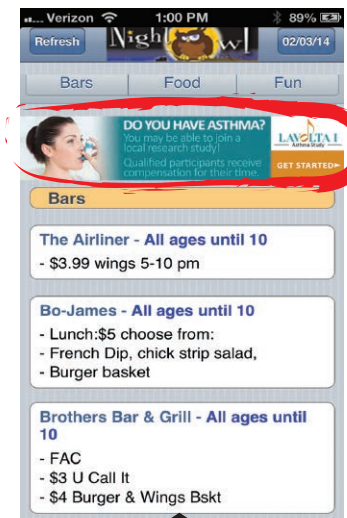 Verizon 1:00 PM 89%
Refresh Night Owl 02/03/14
Bars Food Fun
DO YOU HAVE ASTHMA?
You may be able to join a
local research study!
Qualified participants receive
compensation for their time.
LAVOLTA I
Asthma Study
GET STARTED
Bars
The Airliner - All ages until 10
- $3.99 wings 5-10 pm
Bo-James - All ages until 10
- Lunch:$5 choose from:
- French Dip, chick strip salad,
- Burger basket
Brothers Bar & Grill - All ages until
10
- FAC
- $3 U Call It
- $4 Burger & Wings Bskt